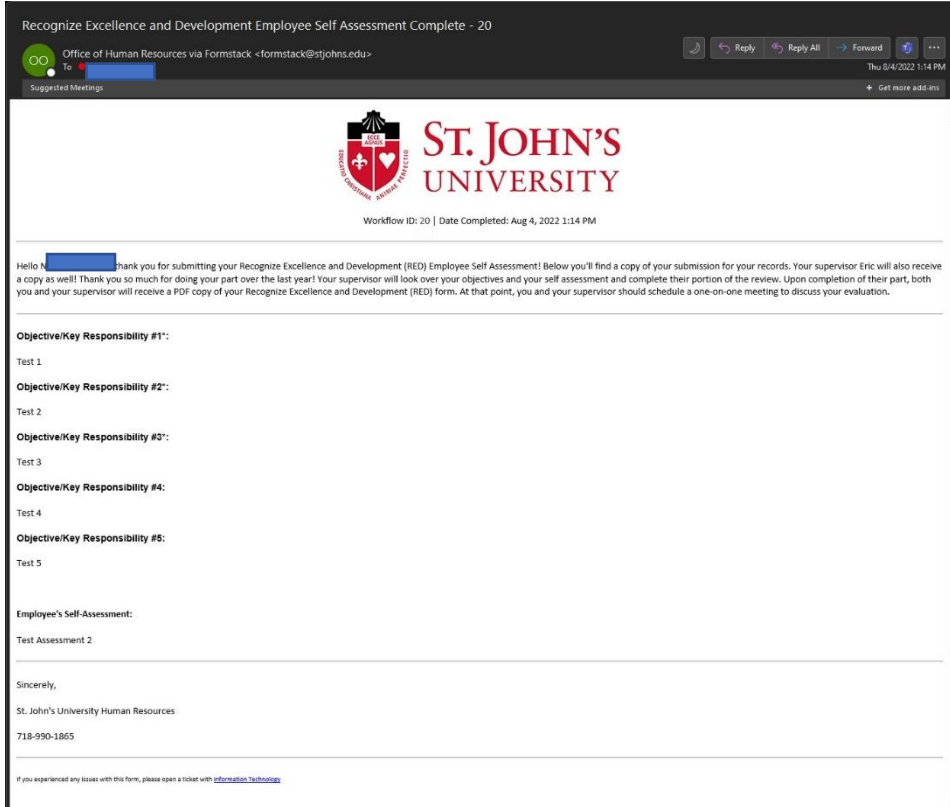 Recognize Excellence and Development Employee Self Assessment Complete - 20
OO
Office of Human Resources via Formstack <formstack@stjohns.edu>
To
Reply
Reply All
Forward
Thu 8/4/2022 1:14 PM
Suggested Meetings
+ Get more add-ins
ECCE
AGNUS
EDUCATIO CHRISTIANA ANIMAE PERFECTIO
ST. JOHN'S
UNIVERSITY
Workflow ID: 20 | Date Completed: Aug 4, 2022 1:14 PM
Hello N thank you for submitting your Recognize Excellence and Development (RED) Employee Self Assessment! Below you'll find a copy of your submission for your records. Your supervisor Eric will also receive
a copy as well! Thank you so much for doing your part over the last year! Your supervisor will look over your objectives and your self assessment and complete their portion of the review. Upon completion of their part, both
you and your supervisor will receive a PDF copy of your Recognize Excellence and Development (RED) form. At that point, you and your supervisor should schedule a one-on-one meeting to discuss your evaluation.
Objective/Key Responsibility #1*:
Test 1
Objective/Key Responsibility #2*:
Test 2
Objective/Key Responsibility #3*:
Test 3
Objective/Key Responsibility #4:
Test 4
Objective/Key Responsibility #5:
Test 5
Employee's Self-Assessment:
Test Assessment 2
Sincerely,
St. John's University Human Resources
718-990-1865
If you experienced any issues with this form, please open a ticket with Information Technology